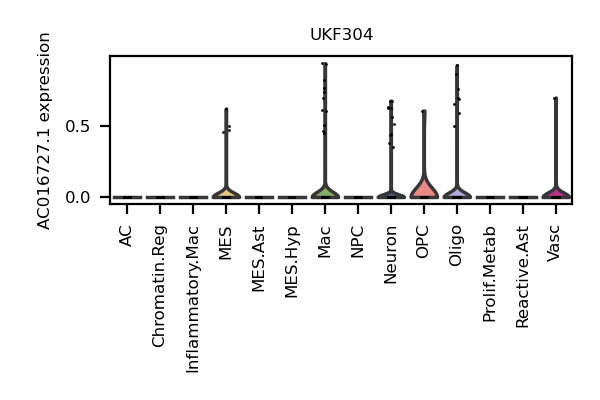 UKF304
AC016727.1 expression
0.5
0.0
AC
Chromatin.Reg
Inflammatory.Mac
MES
MES.Ast
MES.Hyp
Mac
NPC
Neuron
OPC
Oligo
Prolif.Metab
Reactive.Ast
Vasc